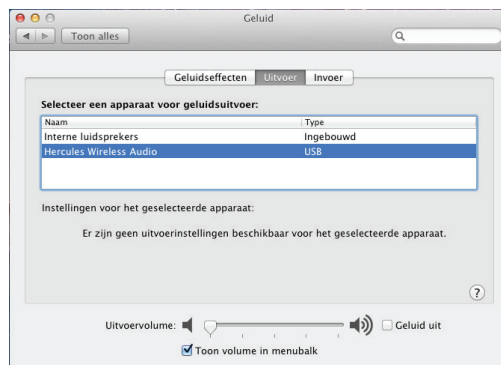 Geluid
Toon alles
Geluidseffecten Uitvoer Invoer
Selecteer een apparaat voor geluidsuitvoer:
Naam Type
Interne luidsprekers Ingebouwd
Hercules Wireless Audio USB
Instellingen voor het geselecteerde apparaat:
Er zijn geen uitvoerinstellingen beschikbaar voor het geselecteerde apparaat.
?
Uitvoervolume: Geluid uit
Toon volume in menubalk